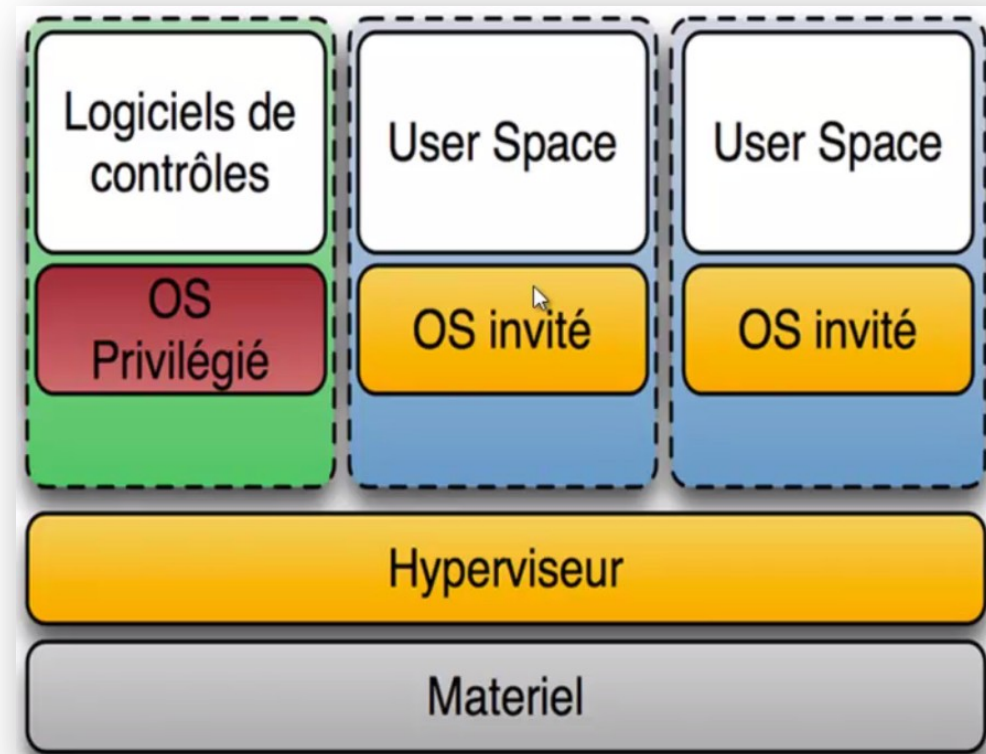 Logiciels de
contrôles
User Space
User Space
OS
Privilégié
OS invité
OS invité
Hyperviseur
Materiel